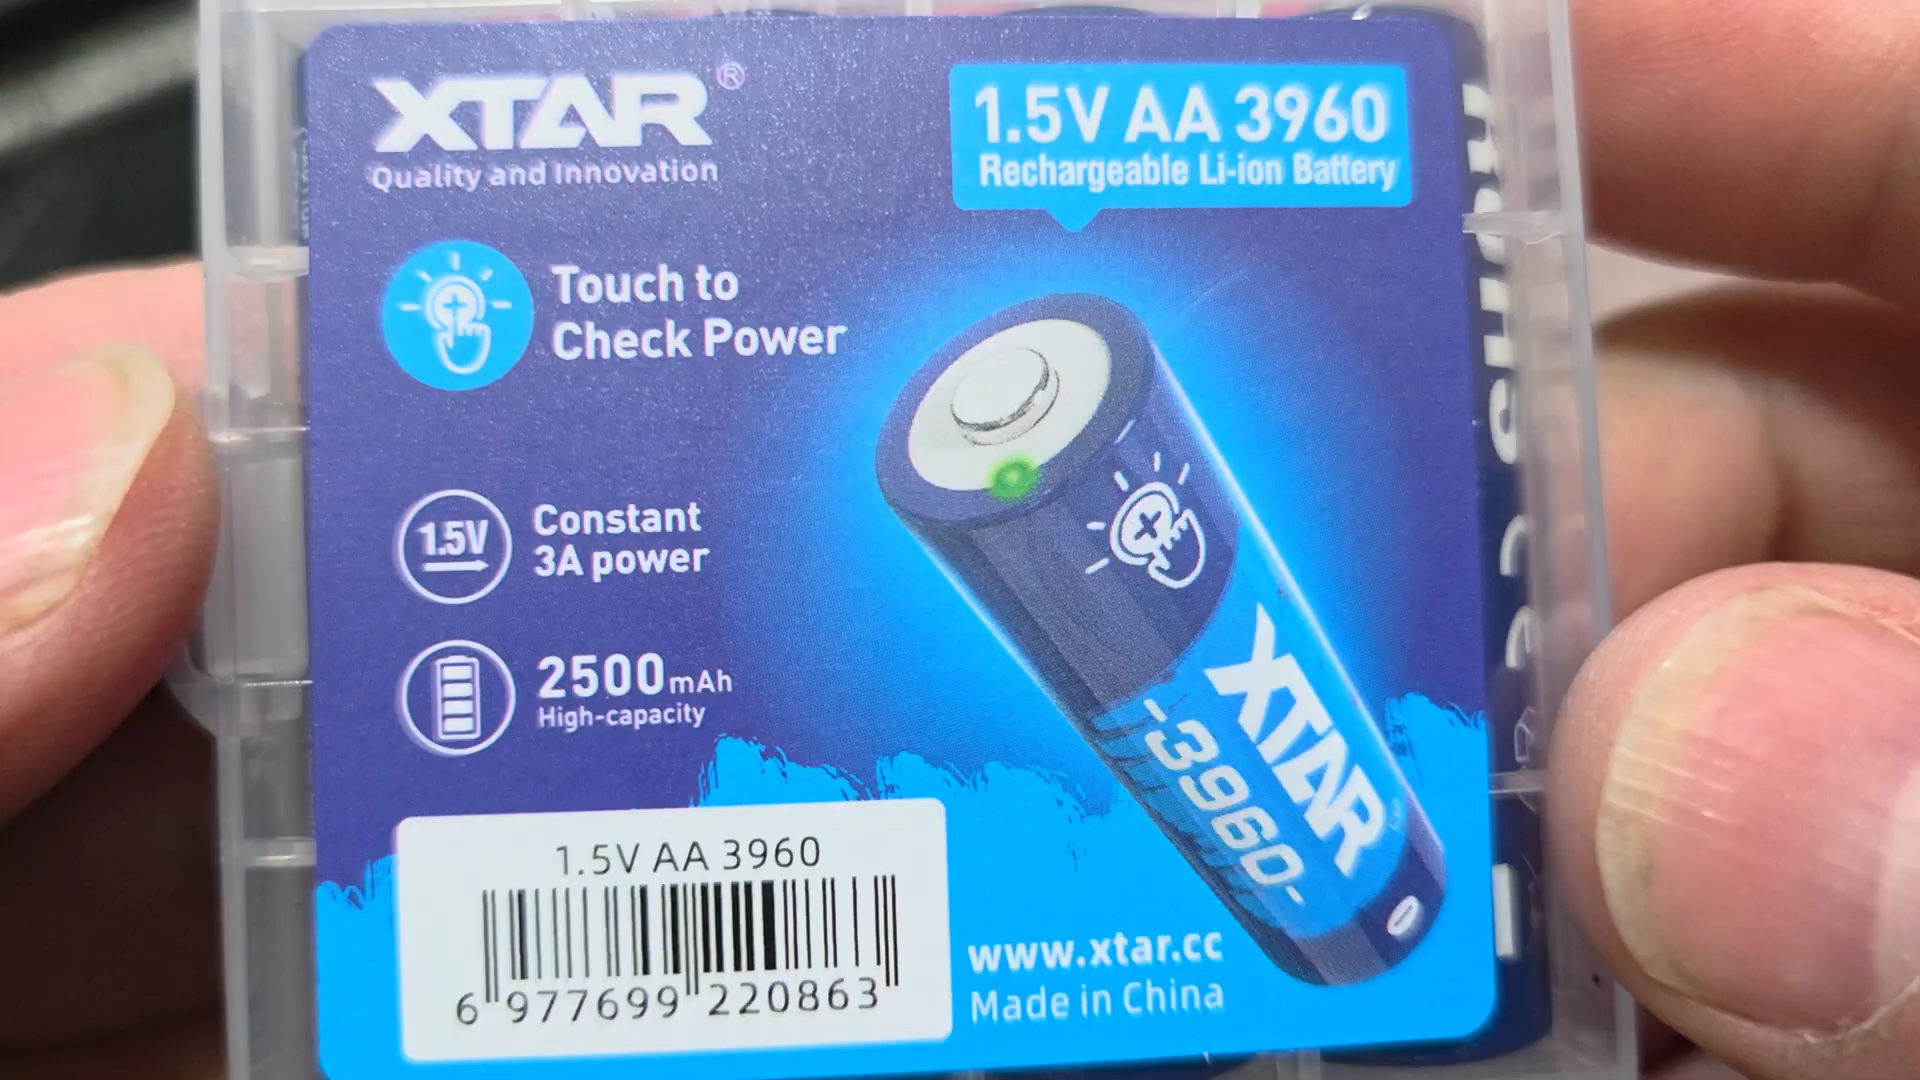 XTAR®
Quality and Innovation
1.5V AA 3960
Rechargeable Li-ion Battery
Touch to
Check Power
1.5V
Constant
3A power
2500mAh
High-capacity
XTAR
-3960-
1.5V AA 3960
6 977699 220863
www.xtar.cc
Made in China